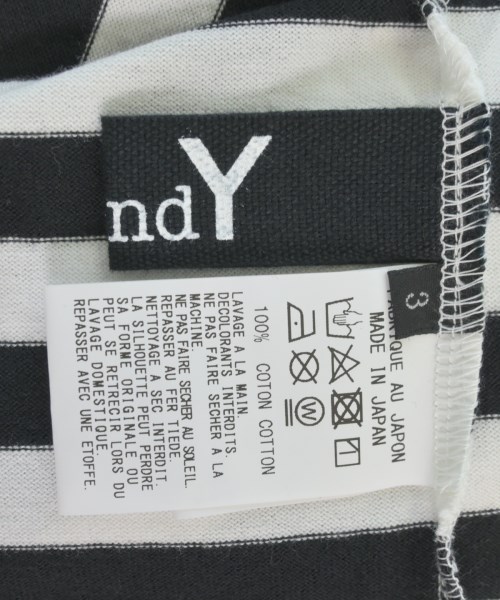 ndY
3
FABRIQUE AU JAPON
MADE IN JAPAN
W
100% COTON COTTON
LAVAGE A LA MAIN.
DECOLORANTS INTERDITS.
NE PAS FAIRE SECHER A LA
MACHINE.
NE PAS FAIRE SECHER AU SOLEIL.
REPASSER AU FER TIEDE.
NETTOYAGE A SEC INTERDIT.
LA SILHOUETTE PEUT PERDRE
SA FORME ORIGINALE OU
PEUT SE RETRECIR LORS DU
LAVAGE DOMESTIQUE.
REPASSER AVEC UNE ETOFFE.